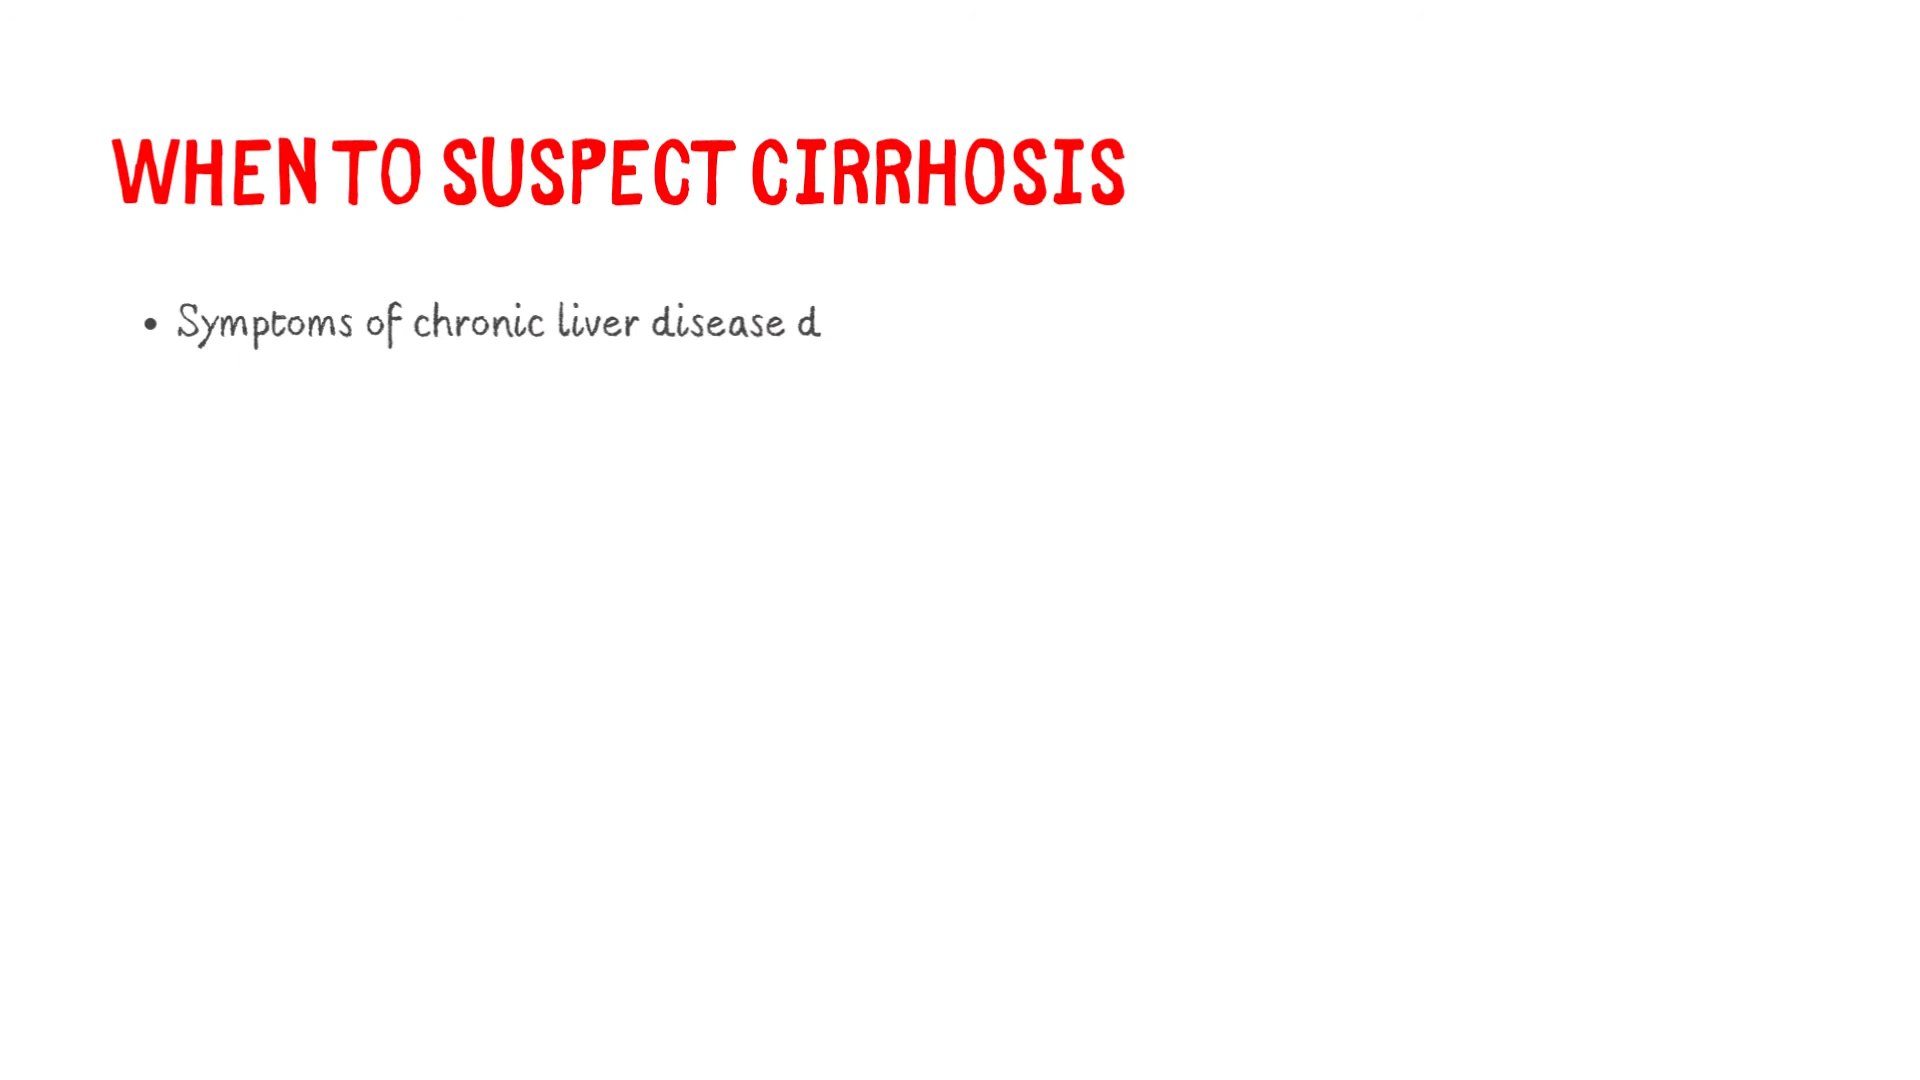 WHEN TO SUSPECT CIRRHOSIS
• Symptoms of chronic liver disease d